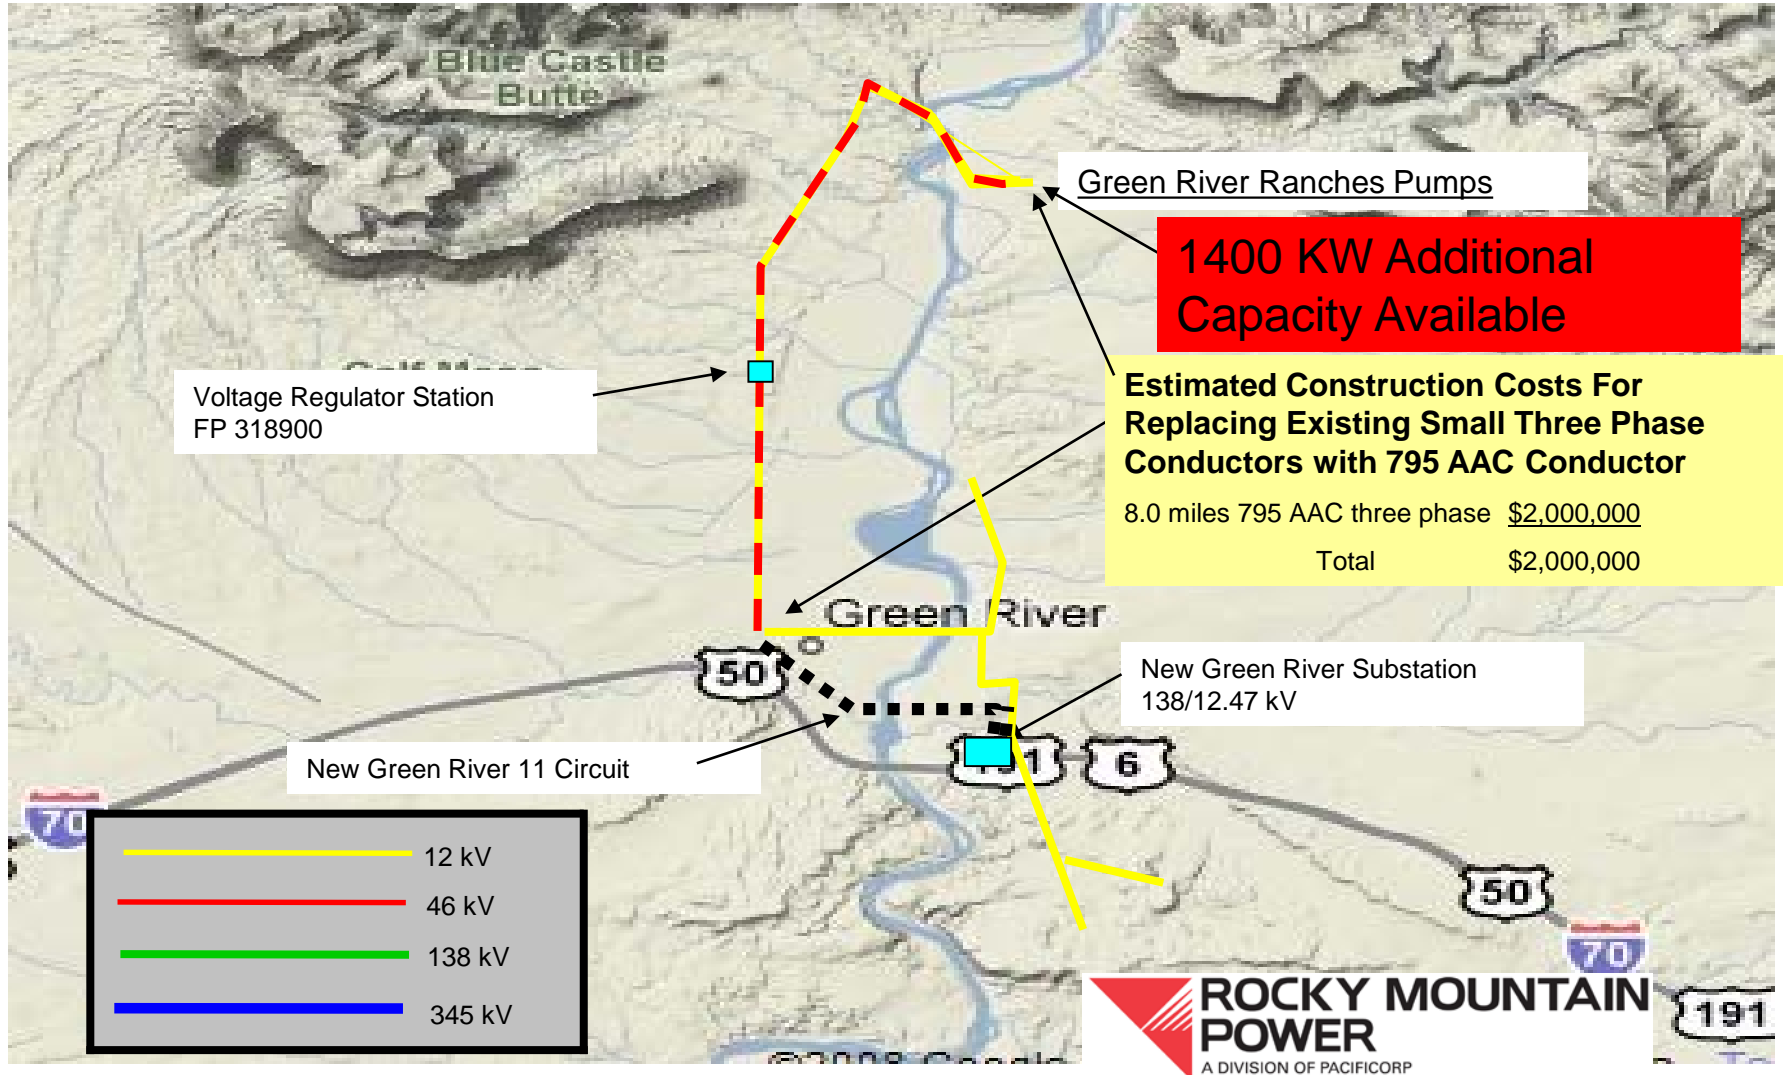 Blue Castle
Butte
Green River Ranches Pumps
1400 KW Additional
Capacity Available
Voltage Regulator Station
FP 318900
Estimated Construction Costs For
Replacing Existing Small Three Phase
Conductors with 795 AAC Conductor
8.0 miles 795 AAC three phase $2,000,000
Total $2,000,000
Green River
50
New Green River Substation
138/12.47 kV
New Green River 11 Circuit
6
70
12 kV
46 kV
138 kV
345 kV
50
70
191
ROCKY MOUNTAIN
POWER
A DIVISION OF PACIFICORP